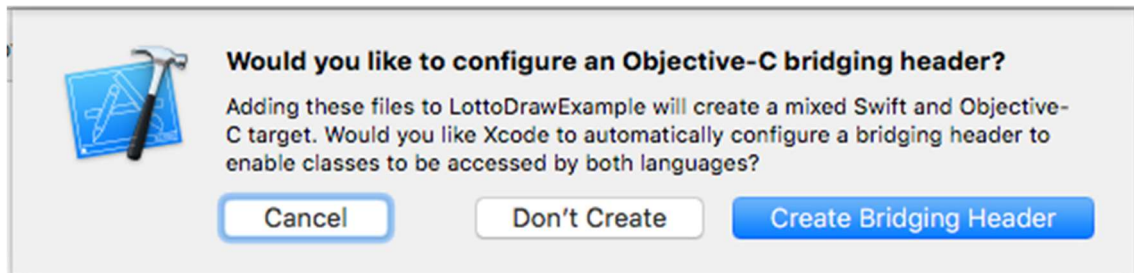 Would you like to configure an Objective-C bridging header?
Adding these files to LottoDrawExample will create a mixed Swift and Objective-
C target. Would you like Xcode to automatically configure a bridging header to
enable classes to be accessed by both languages?
Cancel Don't Create Create Bridging Header